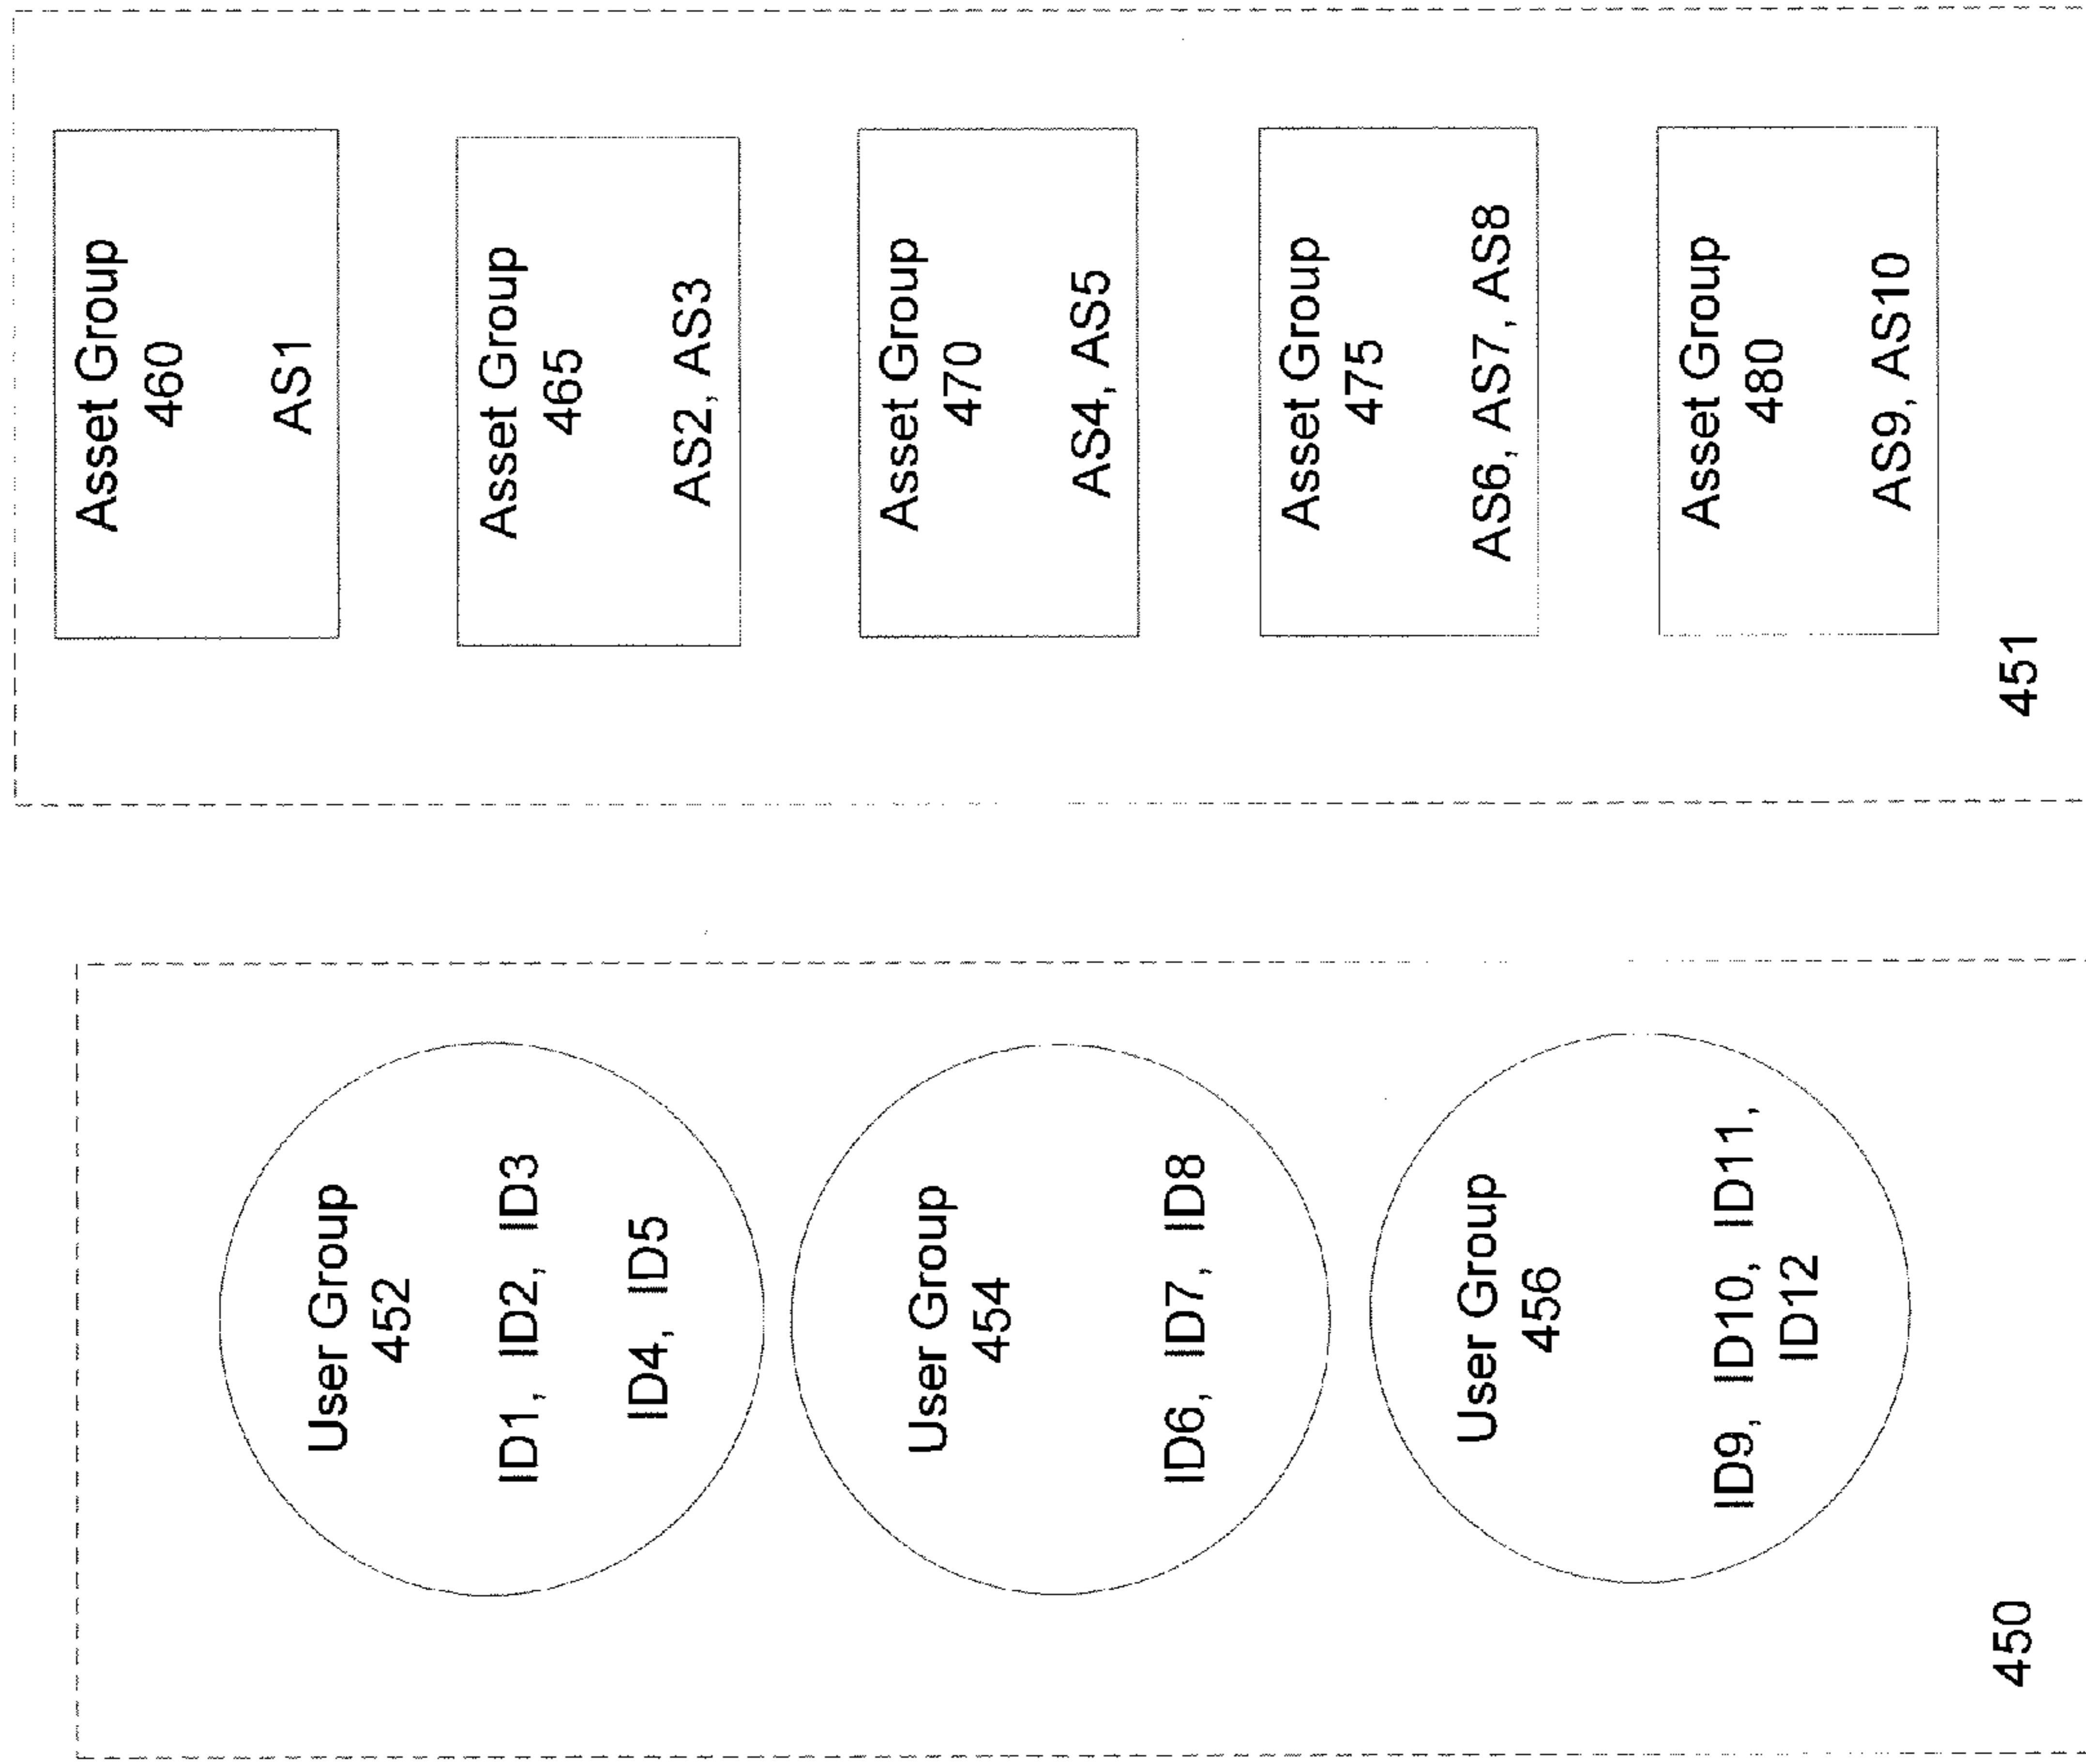 User Group
452
ID1, ID2, ID3
ID4, ID5
User Group
454
ID6, ID7, ID8
User Group
456
ID9, ID10, ID11,
ID12
450
Asset Group
460
AS1
Asset Group
465
AS2, AS3
Asset Group
470
AS4, AS5
Asset Group
475
AS6, AS7, AS8
Asset Group
480
AS9, AS10
451